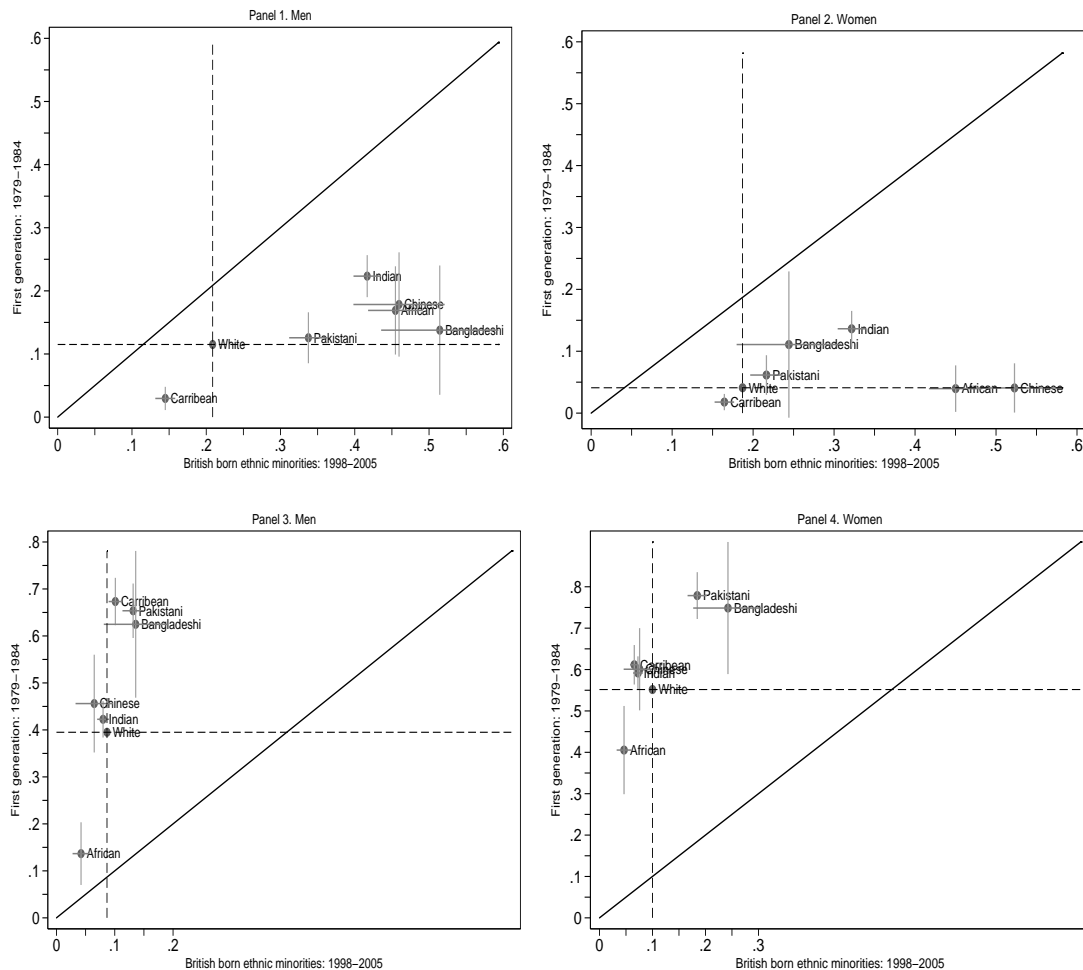 Panel 1. Men
First generation: 1979–1984
.6
.5
.4
.3
.2
.1
0
Indian
Chinese
African
Bangladeshi
Pakistani
White
Carribean
0 .1 .2 .3 .4 .5 .6
British born ethnic minorities: 1998–2005
Panel 2. Women
First generation: 1979–1984
.6
.5
.4
.3
.2
.1
0
Indian
Bangladeshi
Pakistani
White
African
Chinese
Carribean
0 .1 .2 .3 .4 .5 .6
British born ethnic minorities: 1998–2005
Panel 3. Men
First generation: 1979–1984
.8
.7
.6
.5
.4
.3
.2
.1
0
Carribean
Pakistani
Bangladeshi
Chinese
Indian
White
African
0 .1 .2
British born ethnic minorities: 1998–2005
Panel 4. Women
First generation: 1979–1984
.8
.7
.6
.5
.4
.3
.2
.1
0
Pakistani
Bangladeshi
Carribean
Chinese
Indian
White
African
0 .1 .2 .3
British born ethnic minorities: 1998–2005